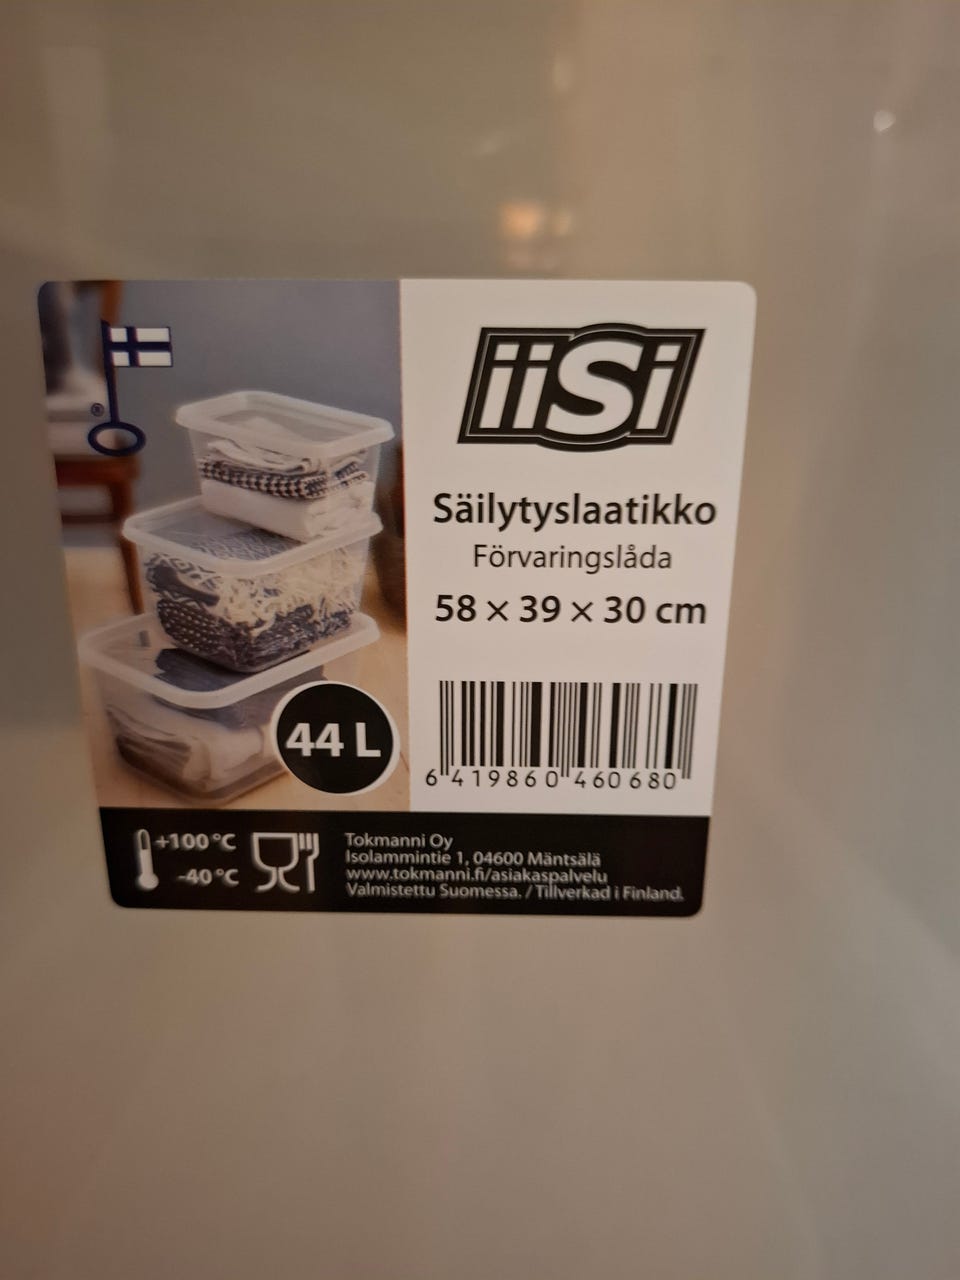 ®
iiSi
Säilytyslaatikko
Förvaringslåda
58 × 39 × 30 cm
44 L
6 419860 460680
+100 °C
-40 °C
Tokmanni Oy
Isolammintie 1, 04600 Mäntsälä
www.tokmanni.fi/asiakaspalvelu
Valmistettu Suomessa. / Tillverkad i Finland.